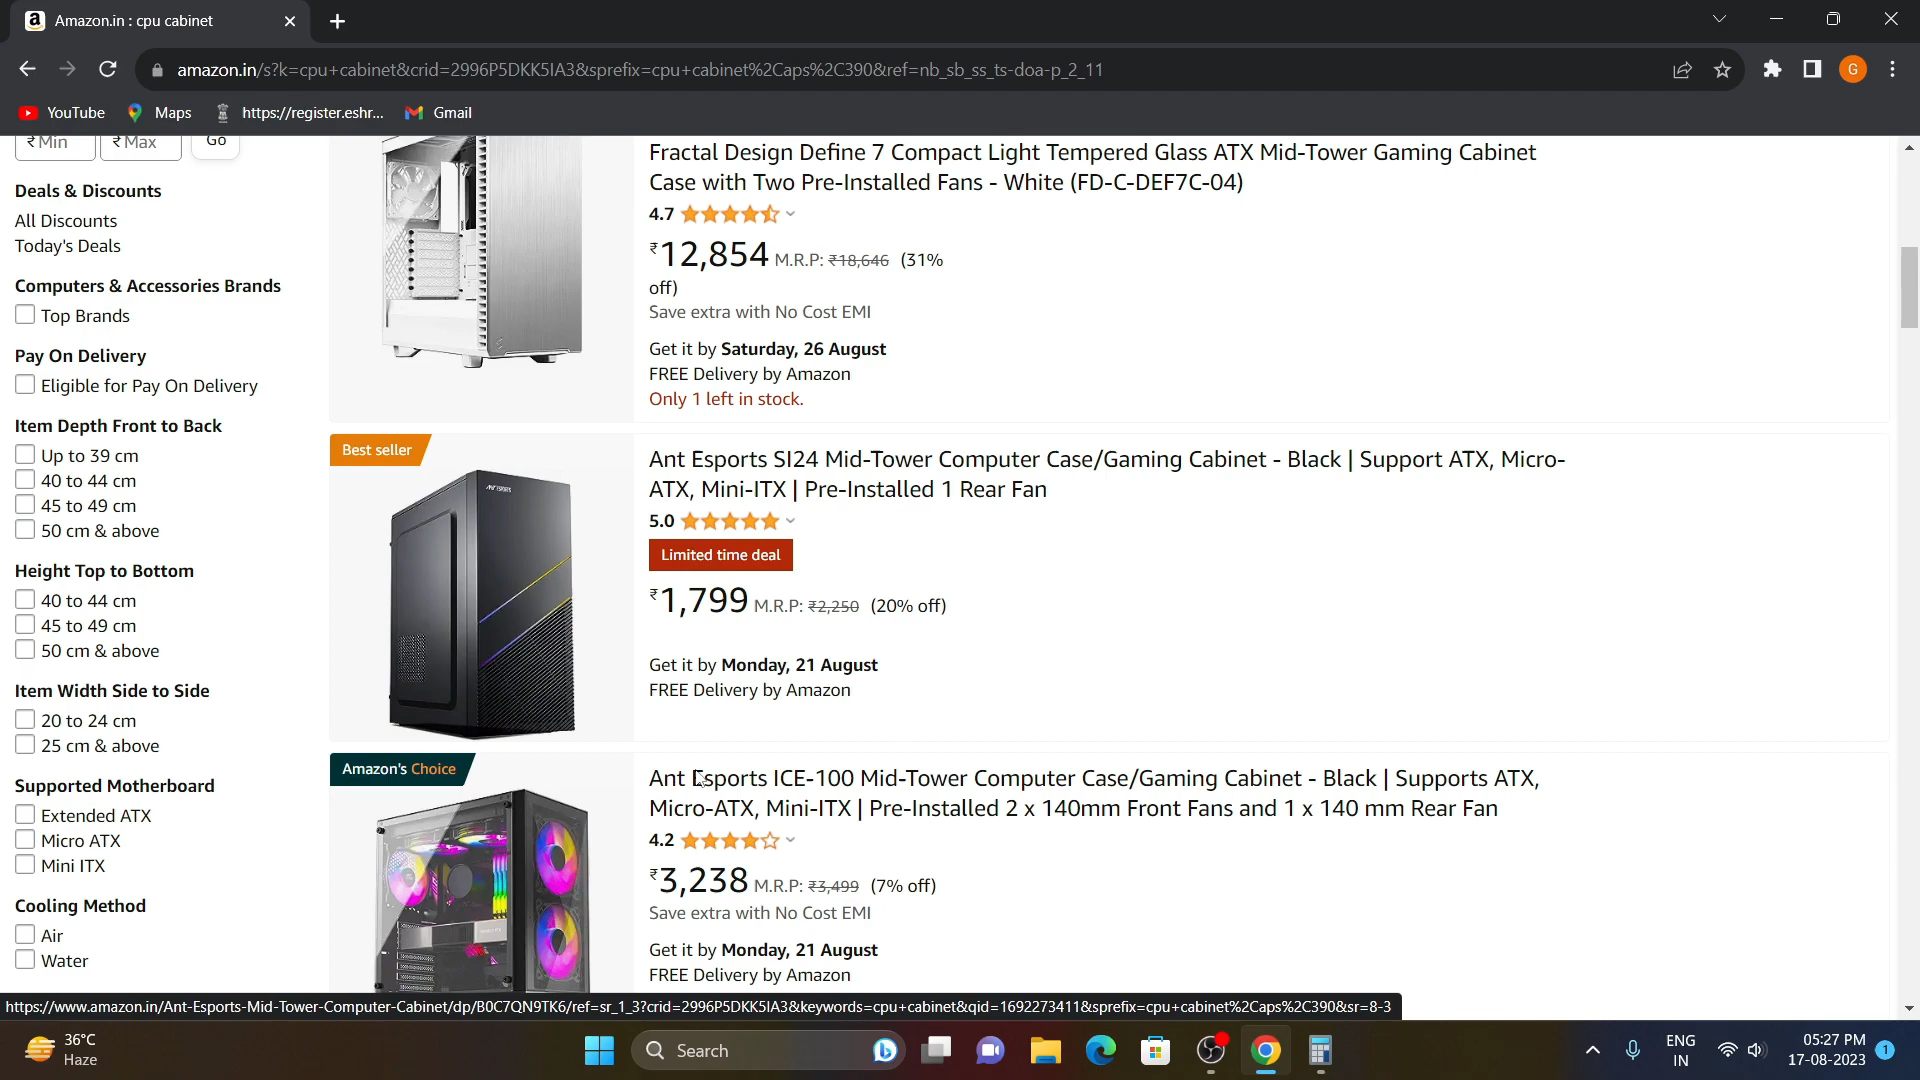 Amazon.in : cpu cabinet
amazon.in/s?k=cpu+cabinet&crid=2996P5DKK5IA3&sprefix=cpu+cabinet%2Caps%2C390&ref=nb_sb_ss_ts-doa-p_2_11
G
YouTube
Maps
https://register.eshr...
Gmail
₹Min
₹Max
Go
Deals & Discounts
All Discounts
Today's Deals
Computers & Accessories Brands
Top Brands
Pay On Delivery
Eligible for Pay On Delivery
Item Depth Front to Back
Up to 39 cm
40 to 44 cm
45 to 49 cm
50 cm & above
Height Top to Bottom
40 to 44 cm
45 to 49 cm
50 cm & above
Item Width Side to Side
20 to 24 cm
25 cm & above
Supported Motherboard
Extended ATX
Micro ATX
Mini ITX
Cooling Method
Air
Water
Fractal Design Define 7 Compact Light Tempered Glass ATX Mid-Tower Gaming Cabinet
Case with Two Pre-Installed Fans - White (FD-C-DEF7C-04)
4.7
₹12,854 M.R.P: ₹18,646 (31%
off)
Save extra with No Cost EMI
Get it by Saturday, 26 August
FREE Delivery by Amazon
Only 1 left in stock.
Best seller
ANT ESPORTS
Ant Esports SI24 Mid-Tower Computer Case/Gaming Cabinet - Black | Support ATX, Micro-
ATX, Mini-ITX | Pre-Installed 1 Rear Fan
5.0
Limited time deal
₹1,799 M.R.P: ₹2,250 (20% off)
Get it by Monday, 21 August
FREE Delivery by Amazon
Amazon's Choice
Ant Esports ICE-100 Mid-Tower Computer Case/Gaming Cabinet - Black | Supports ATX,
Micro-ATX, Mini-ITX | Pre-Installed 2 x 140mm Front Fans and 1 x 140 mm Rear Fan
4.2
₹3,238 M.R.P: ₹3,499 (7% off)
Save extra with No Cost EMI
Get it by Monday, 21 August
FREE Delivery by Amazon
https://www.amazon.in/Ant-Esports-Mid-Tower-Computer-Cabinet/dp/B0C7QN9TK6/ref=sr_1_3?crid=2996P5DKK5IA3&keywords=cpu+cabinet&qid=1692273411&sprefix=cpu+cabinet%2Caps%2C390&sr=8-3
36°C
Haze
Search
ENG
IN
05:27 PM
17-08-2023
1